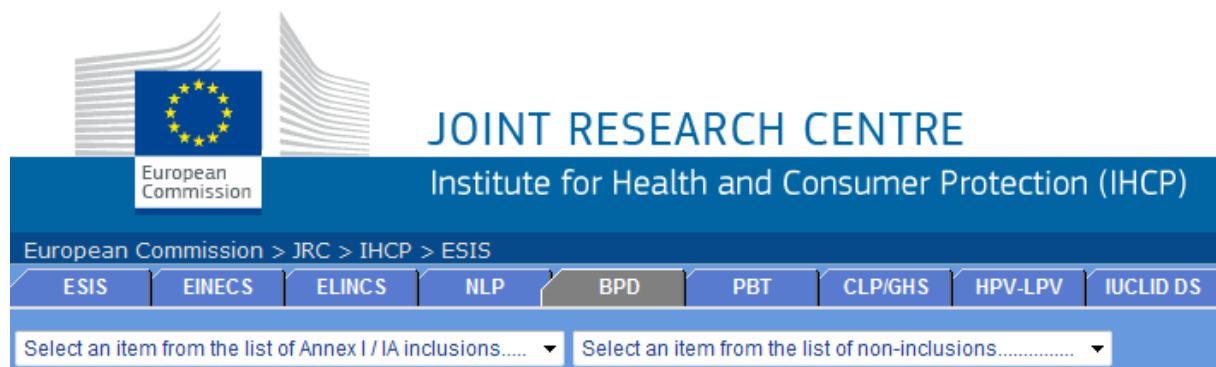 JOINT RESEARCH CENTRE
European
Commission
Institute for Health and Consumer Protection (IHCP)
European Commission > JRC > IHCP > ESIS
ESIS EINECS ELINCS NLP BPD PBT CLP/GHS HPV-LPV IUCLID DS
Select an item from the list of Annex I / IA inclusions..... Select an item from the list of non-inclusions...............